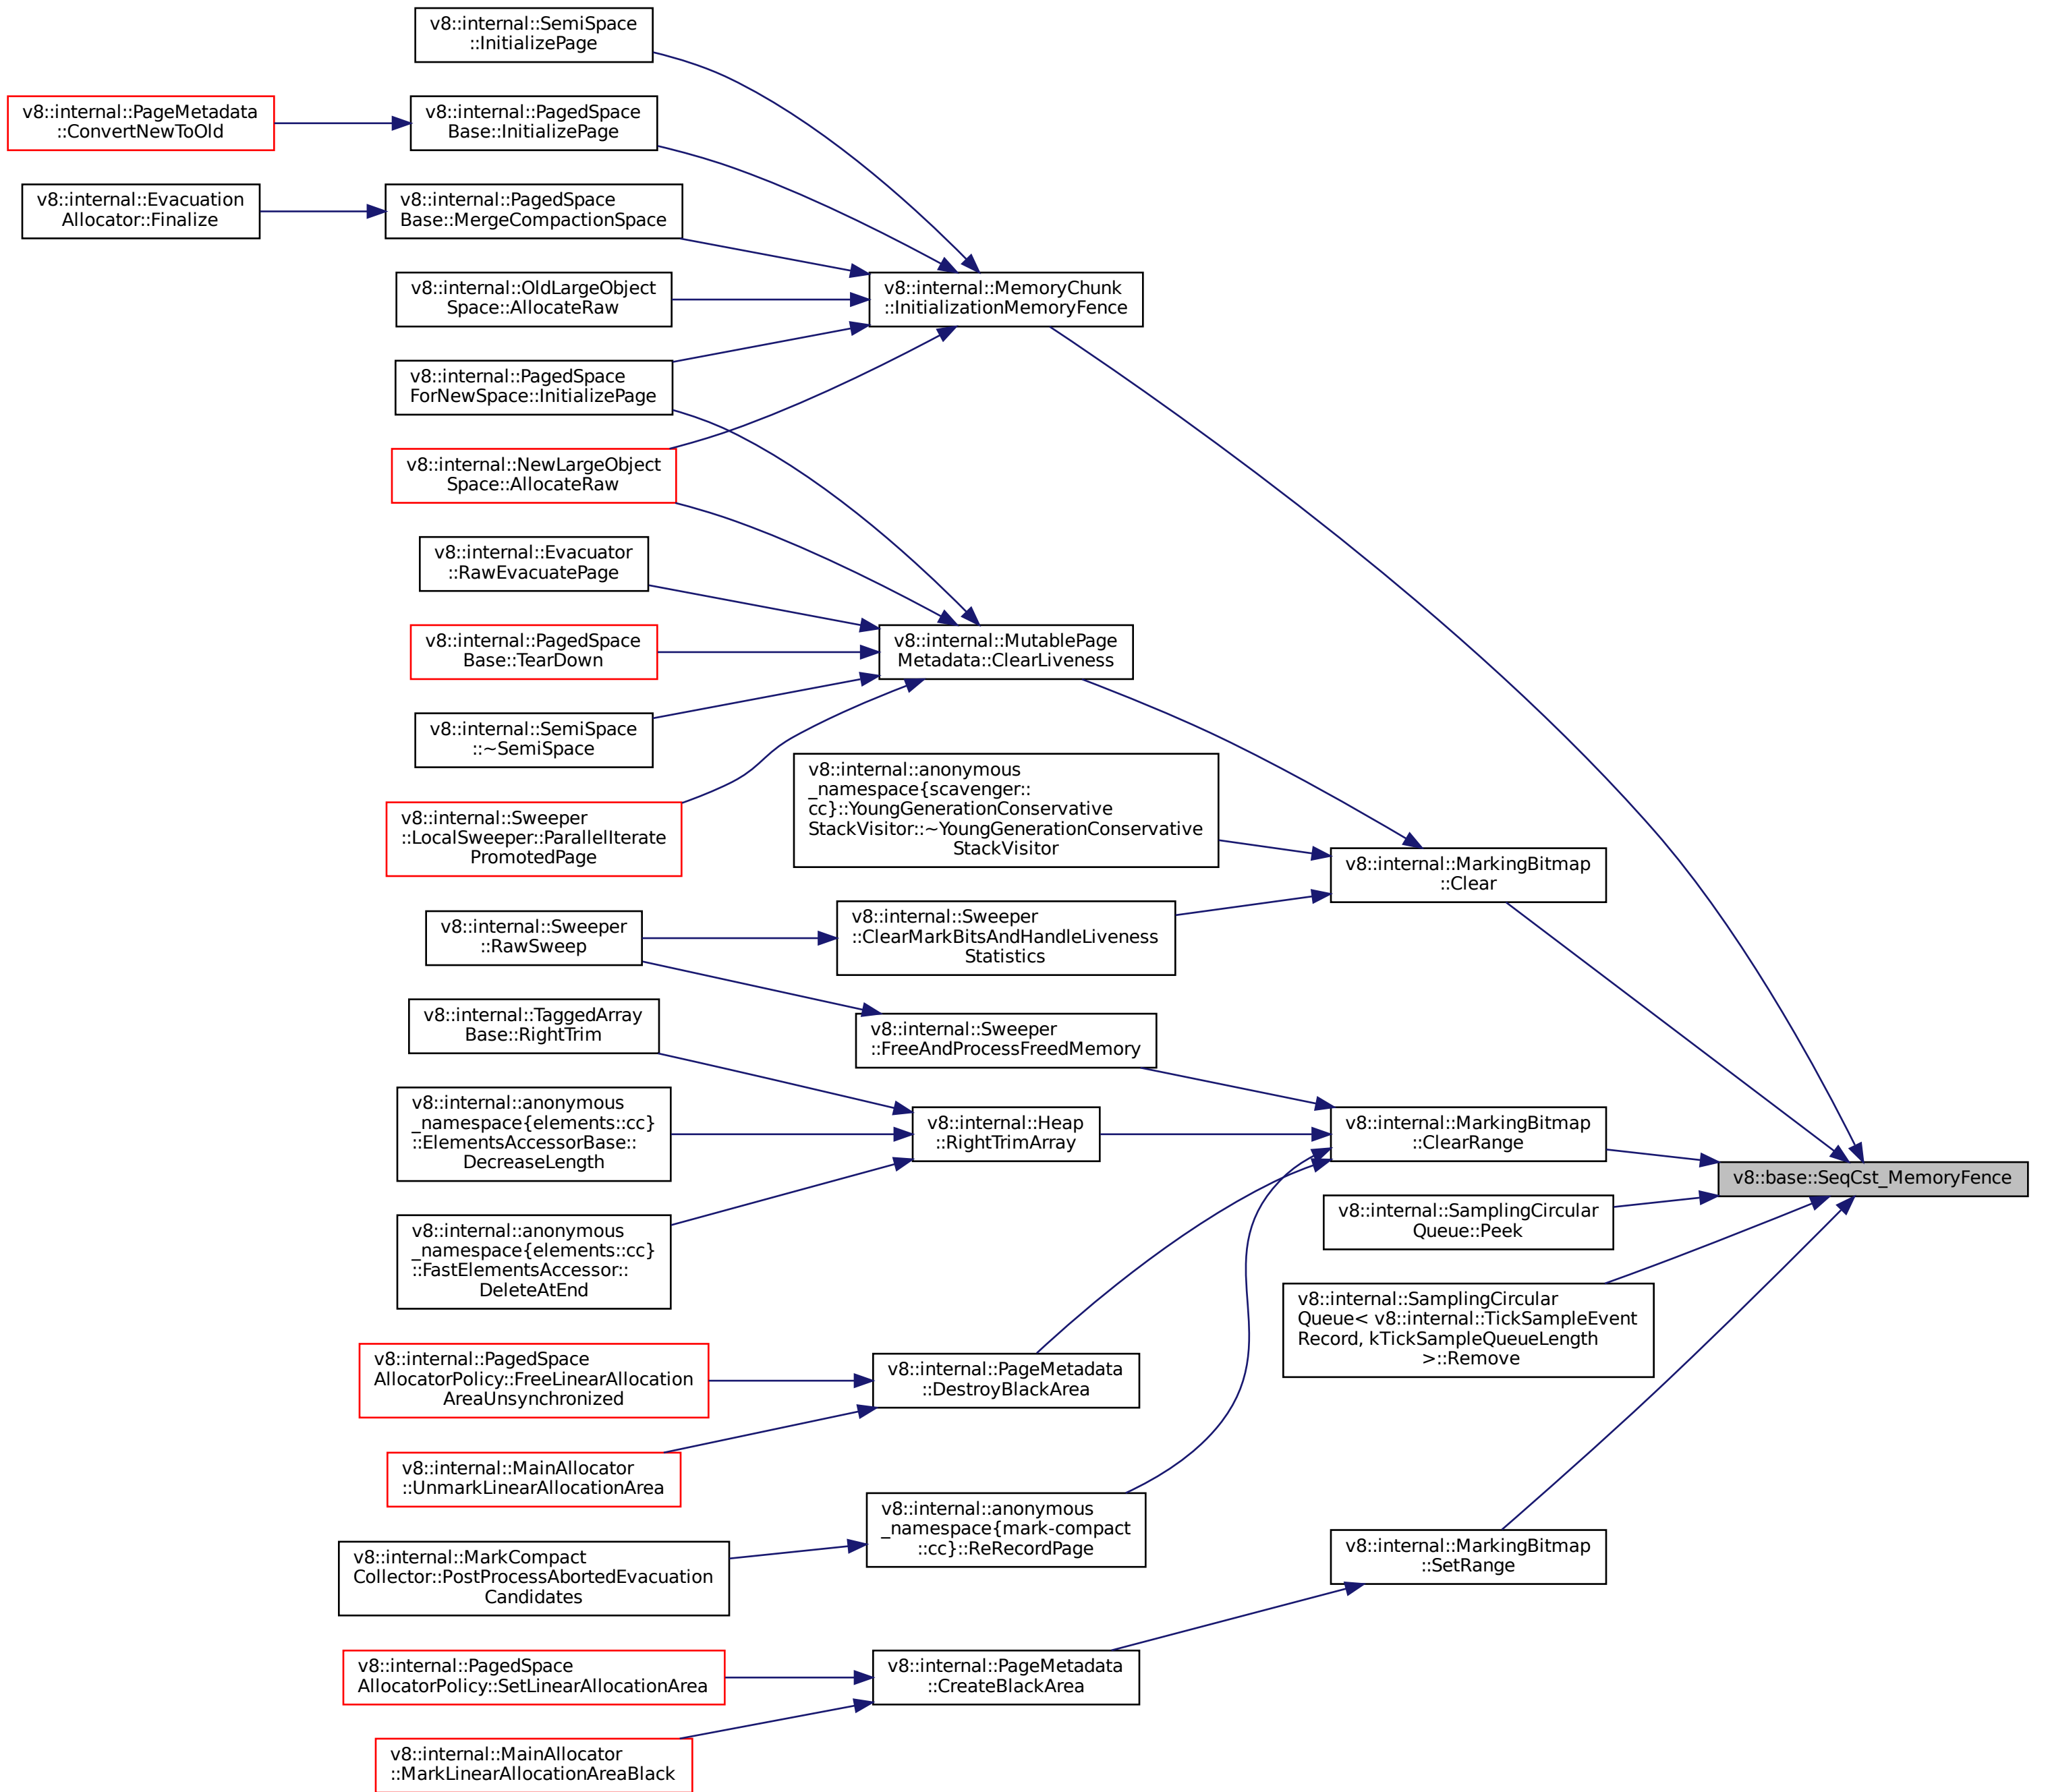 v8::internal::SemiSpace
::InitializePage
v8::internal::PageMetadata
::ConvertNewToOld
v8::internal::PagedSpace
Base::InitializePage
v8::internal::Evacuation
Allocator::Finalize
v8::internal::PagedSpace
Base::MergeCompactionSpace
v8::internal::OldLargeObject
Space::AllocateRaw
v8::internal::MemoryChunk
::InitializationMemoryFence
v8::internal::PagedSpace
ForNewSpace::InitializePage
v8::internal::NewLargeObject
Space::AllocateRaw
v8::internal::Evacuator
::RawEvacuatePage
v8::internal::PagedSpace
Base::TearDown
v8::internal::MutablePage
Metadata::ClearLiveness
v8::internal::SemiSpace
::~SemiSpace
v8::internal::Sweeper
::LocalSweeper::ParallelIterate
PromotedPage
v8::internal::anonymous
_namespace{scavenger::
cc}::YoungGenerationConservative
StackVisitor::~YoungGenerationConservative
StackVisitor
v8::internal::MarkingBitmap
::Clear
v8::internal::Sweeper
::RawSweep
v8::internal::Sweeper
::ClearMarkBitsAndHandleLiveness
Statistics
v8::internal::TaggedArray
Base::RightTrim
v8::internal::Sweeper
::FreeAndProcessFreedMemory
v8::internal::anonymous
_namespace{elements::cc}
::ElementsAccessorBase::
DecreaseLength
v8::internal::Heap
::RightTrimArray
v8::internal::MarkingBitmap
::ClearRange
v8::base::SeqCst_MemoryFence
v8::internal::anonymous
_namespace{elements::cc}
::FastElementsAccessor::
DeleteAtEnd
v8::internal::SamplingCircular
Queue::Peek
v8::internal::SamplingCircular
Queue< v8::internal::TickSampleEvent
Record, kTickSampleQueueLength
>::Remove
v8::internal::PagedSpace
AllocatorPolicy::FreeLinearAllocation
AreaUnsynchronized
v8::internal::PageMetadata
::DestroyBlackArea
v8::internal::MainAllocator
::UnmarkLinearAllocationArea
v8::internal::anonymous
_namespace{mark-compact
::cc}::ReRecordPage
v8::internal::MarkCompact
Collector::PostProcessAbortedEvacuation
Candidates
v8::internal::MarkingBitmap
::SetRange
v8::internal::PagedSpace
AllocatorPolicy::SetLinearAllocationArea
v8::internal::PageMetadata
::CreateBlackArea
v8::internal::MainAllocator
::MarkLinearAllocationAreaBlack